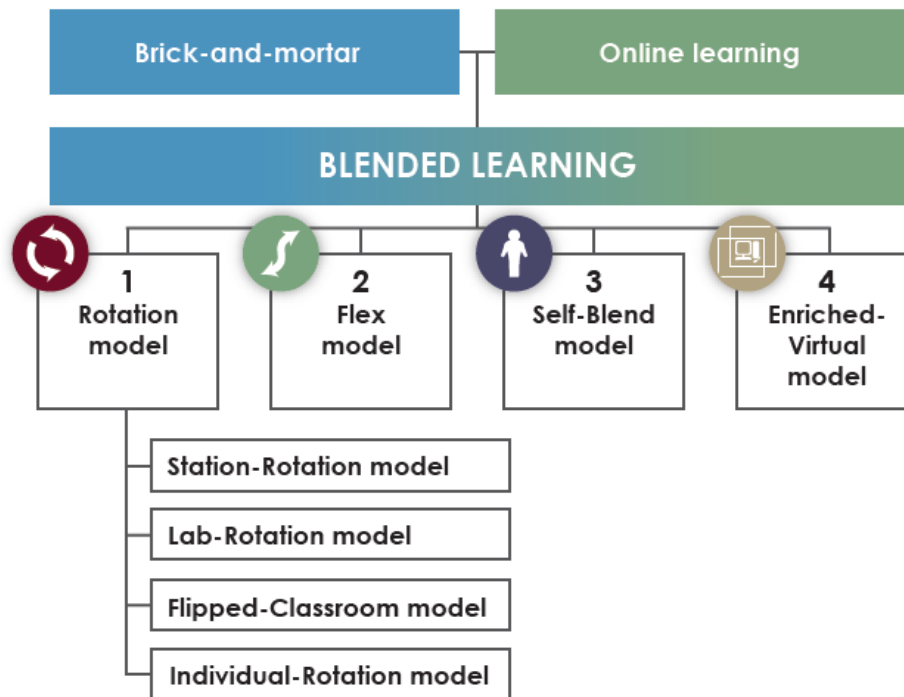 Brick-and-mortar
Online learning
BLENDED LEARNING
1
Rotation
model
2
Flex
model
3
Self-Blend
model
4
Enriched-
Virtual
model
Station-Rotation model
Lab-Rotation model
Flipped-Classroom model
Individual-Rotation model